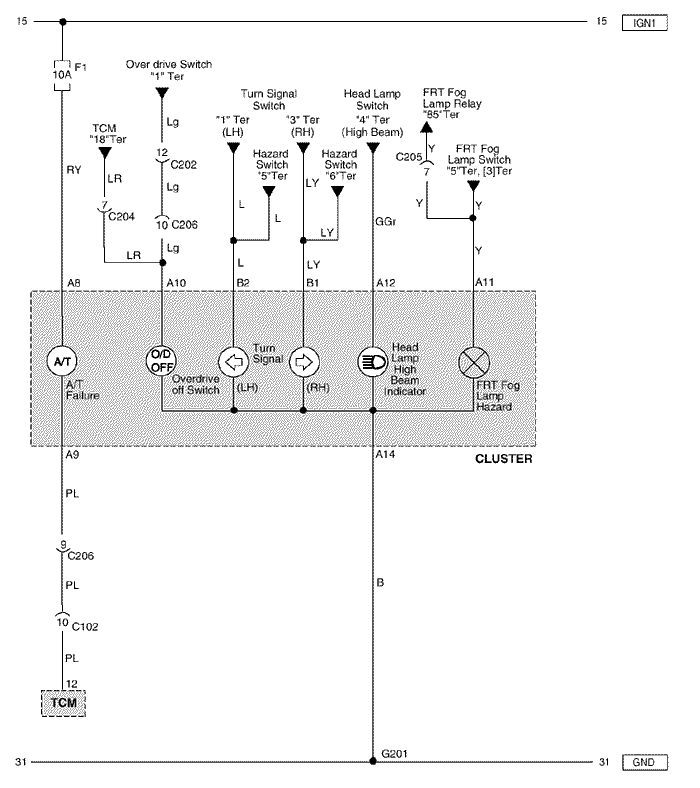 15
15
IGN1
F1
10A
Over drive Switch
"1" Ter
Turn Signal
Switch
"1" Ter
(LH)
"3" Ter
(RH)
Head Lamp
Switch
"4" Ter
(High Beam)
FRT Fog
Lamp Relay
"85"Ter
TCM
"18"Ter
Lg
12
C202
Hazard
Switch
"5"Ter
Hazard
Switch
"6"Ter
Y
C205
7
FRT Fog
Lamp Switch
"5"Ter, [3]Ter
RY
LR
Lg
LY
7
C204
10
C206
L
L
LY
GGr
Y
Y
LR
Lg
L
LY
Y
A8
A10
B2
B1
A12
A11
A/T
A/T
Failure
O/D
OFF
Overdrive
off Switch
Turn
Signal
(LH)
(RH)
Head
Lamp
High
Beam
Indicator
FRT Fog
Lamp
Hazard
A9
A14
CLUSTER
PL
9
C206
PL
B
10
C102
PL
12
TCM
G201
31
31
GND